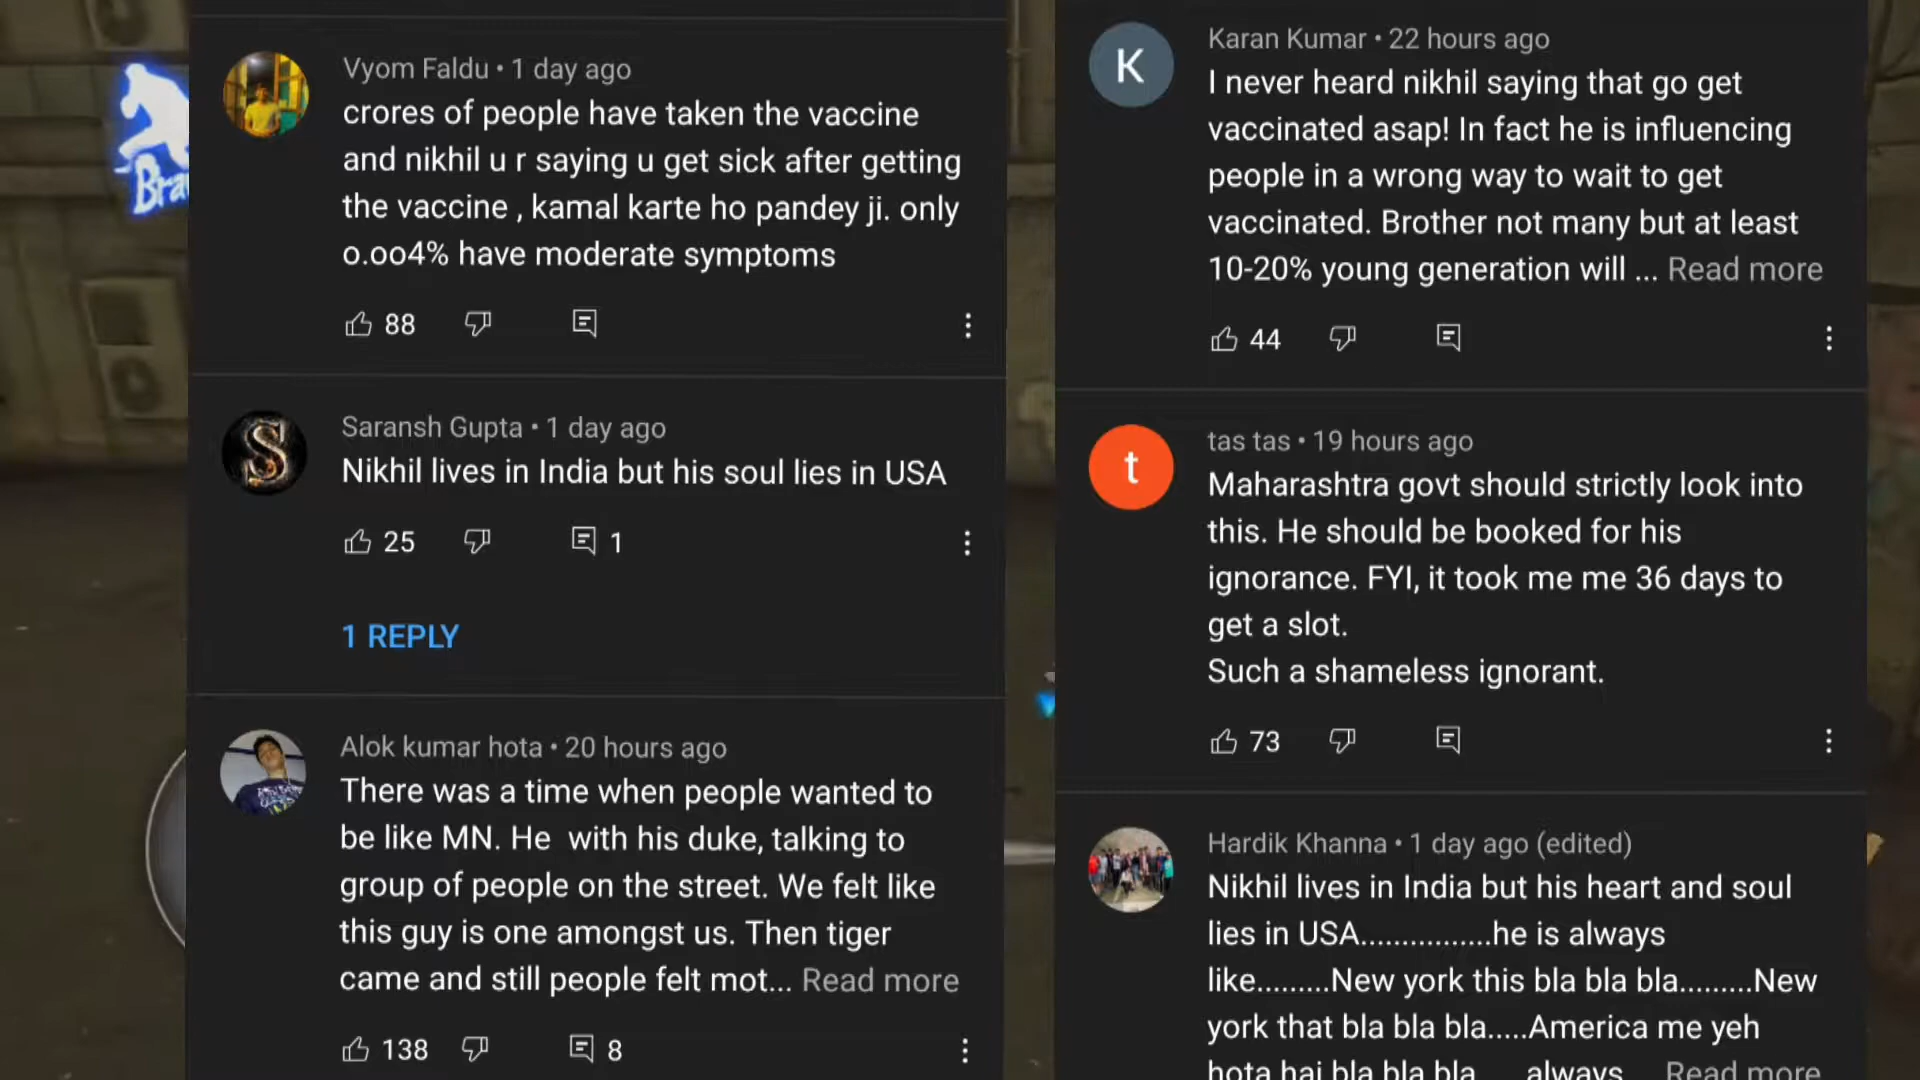 Bra
Vyom Faldu • 1 day ago
crores of people have taken the vaccine
and nikhil u r saying u get sick after getting
the vaccine , kamal karte ho pandey ji. only
o.oo4% have moderate symptoms
88
Saransh Gupta • 1 day ago
Nikhil lives in India but his soul lies in USA
25
1
1 REPLY
Alok kumar hota • 20 hours ago
There was a time when people wanted to
be like MN. He  with his duke, talking to
group of people on the street. We felt like
this guy is one amongst us. Then tiger
came and still people felt mot... Read more
138
8
K
Karan Kumar • 22 hours ago
I never heard nikhil saying that go get
vaccinated asap! In fact he is influencing
people in a wrong way to wait to get
vaccinated. Brother not many but at least
10-20% young generation will ... Read more
44
t
tas tas • 19 hours ago
Maharashtra govt should strictly look into
this. He should be booked for his
ignorance. FYI, it took me me 36 days to
get a slot.
Such a shameless ignorant.
73
Hardik Khanna • 1 day ago (edited)
Nikhil lives in India but his heart and soul
lies in USA................he is always
like.........New york this bla bla bla.........New
york that bla bla bla.....America me yeh
hota hai bla bla bla always Read more